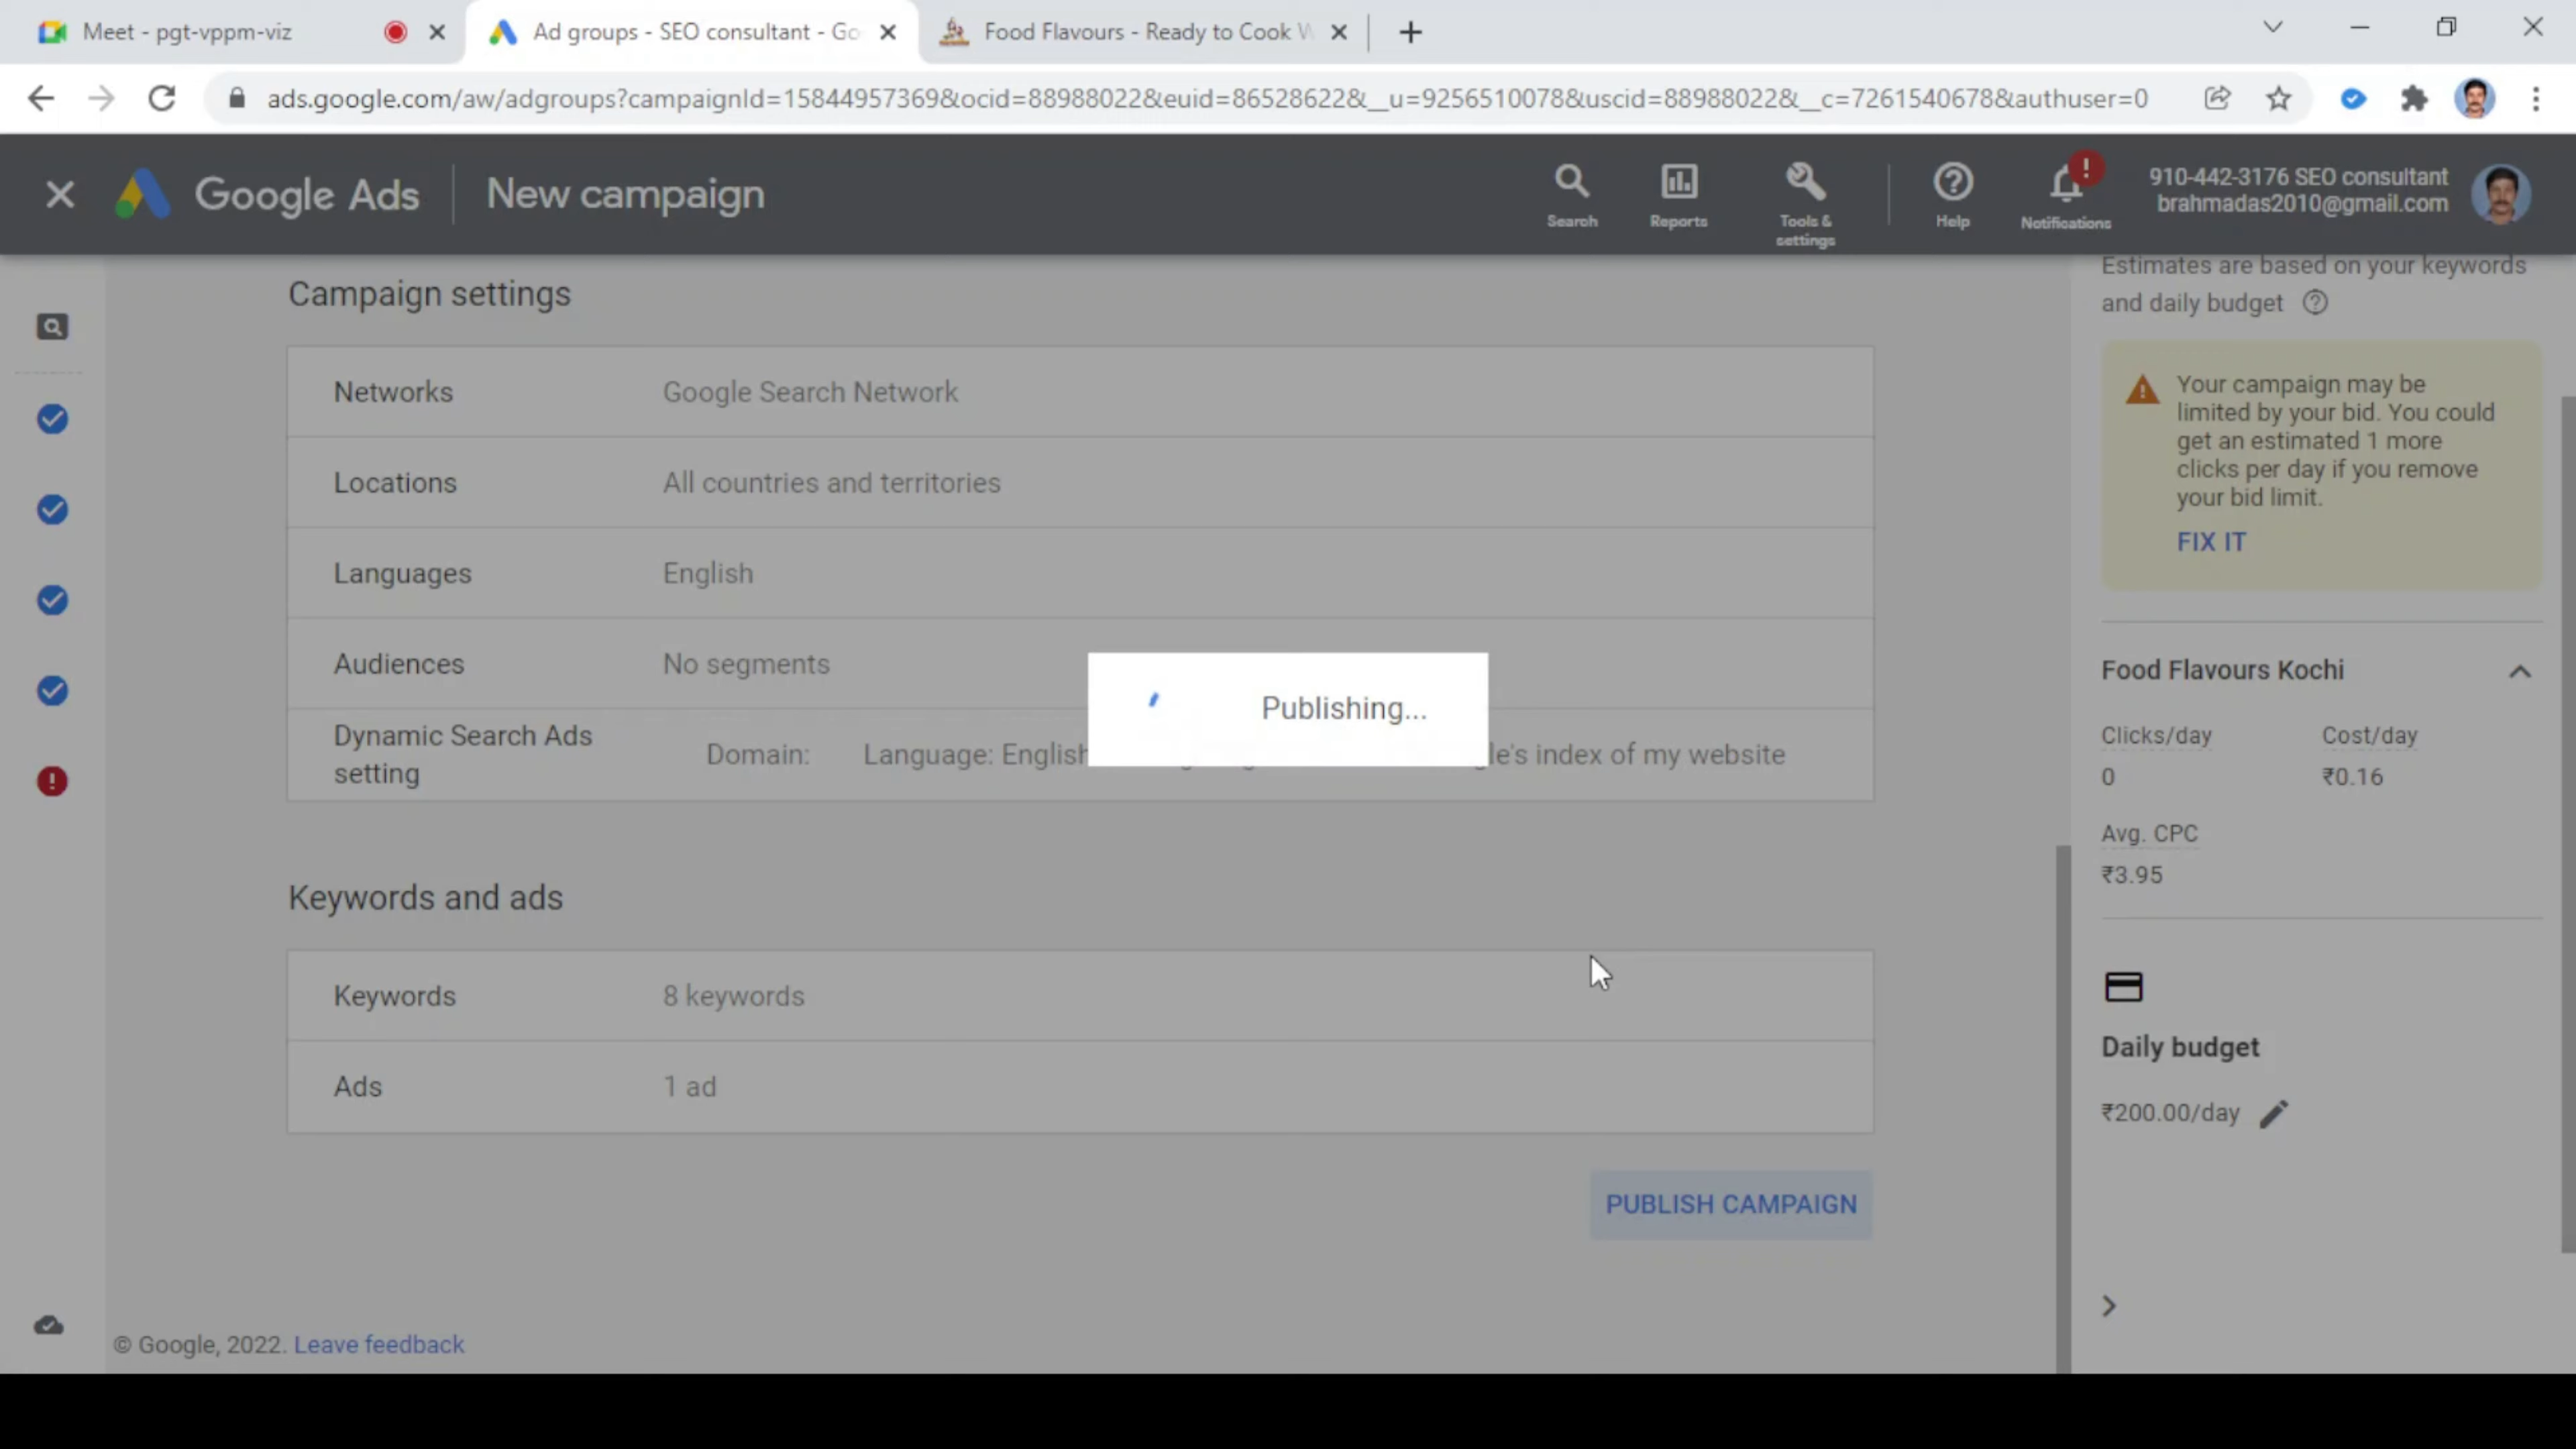 Meet - pgt-vppm-viz
Ad groups - SEO consultant - Go
Food Flavours - Ready to Cook W
ads.google.com/aw/adgroups?campaignId=15844957369&ocid=88988022&euid=86528622&__u=9256510078&uscid=88988022&__c=7261540678&authuser=0
Google Ads
New campaign
Search
Reports
Tools &
settings
Help
Notifications
910-442-3176 SEO consultant
brahmadas2010@gmail.com
Campaign settings
Networks Google Search Network
Locations All countries and territories
Languages English
Audiences No segments
Dynamic Search Ads
setting
Domain: Language: English
le's index of my website
Publishing...
Keywords and ads
Keywords 8 keywords
Ads 1 ad
PUBLISH CAMPAIGN
© Google, 2022. Leave feedback
Estimates are based on your keywords
and daily budget
Your campaign may be
limited by your bid. You could
get an estimated 1 more
clicks per day if you remove
your bid limit.
FIX IT
Food Flavours Kochi
Clicks/day Cost/day
0 ₹0.16
Avg. CPC
₹3.95
Daily budget
₹200.00/day